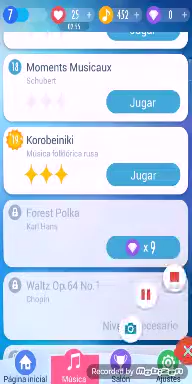 7 25 + 452 + 0 +
02:55
Jugar
18 Moments Musicaux
Schubert
Jugar
19 Korobeiniki
Música folklórica rusa
Jugar
Forest Polka
Karl Hans
x 9
Waltz Op.64 No.1
Chopin
Nivel necesario
Recorded by
Página inicial Música Salón Ajustes